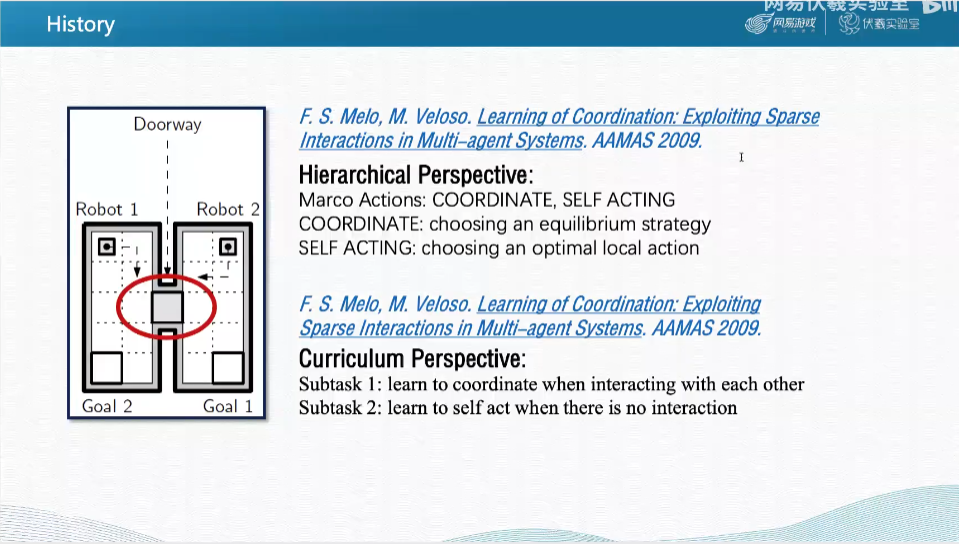 网易伏羲实验室
History
网易游戏
伏羲实验室
Doorway
Robot 1
Robot 2
Goal 2
Goal 1
F. S. Melo, M. Veloso. Learning of Coordination: Exploiting Sparse
Interactions in Multi-agent Systems. AAMAS 2009.
Hierarchical Perspective:
Marco Actions: COORDINATE, SELF ACTING
COORDINATE: choosing an equilibrium strategy
SELF ACTING: choosing an optimal local action
F. S. Melo, M. Veloso. Learning of Coordination: Exploiting
Sparse Interactions in Multi-agent Systems. AAMAS 2009.
Curriculum Perspective:
Subtask 1: learn to coordinate when interacting with each other
Subtask 2: learn to self act when there is no interaction